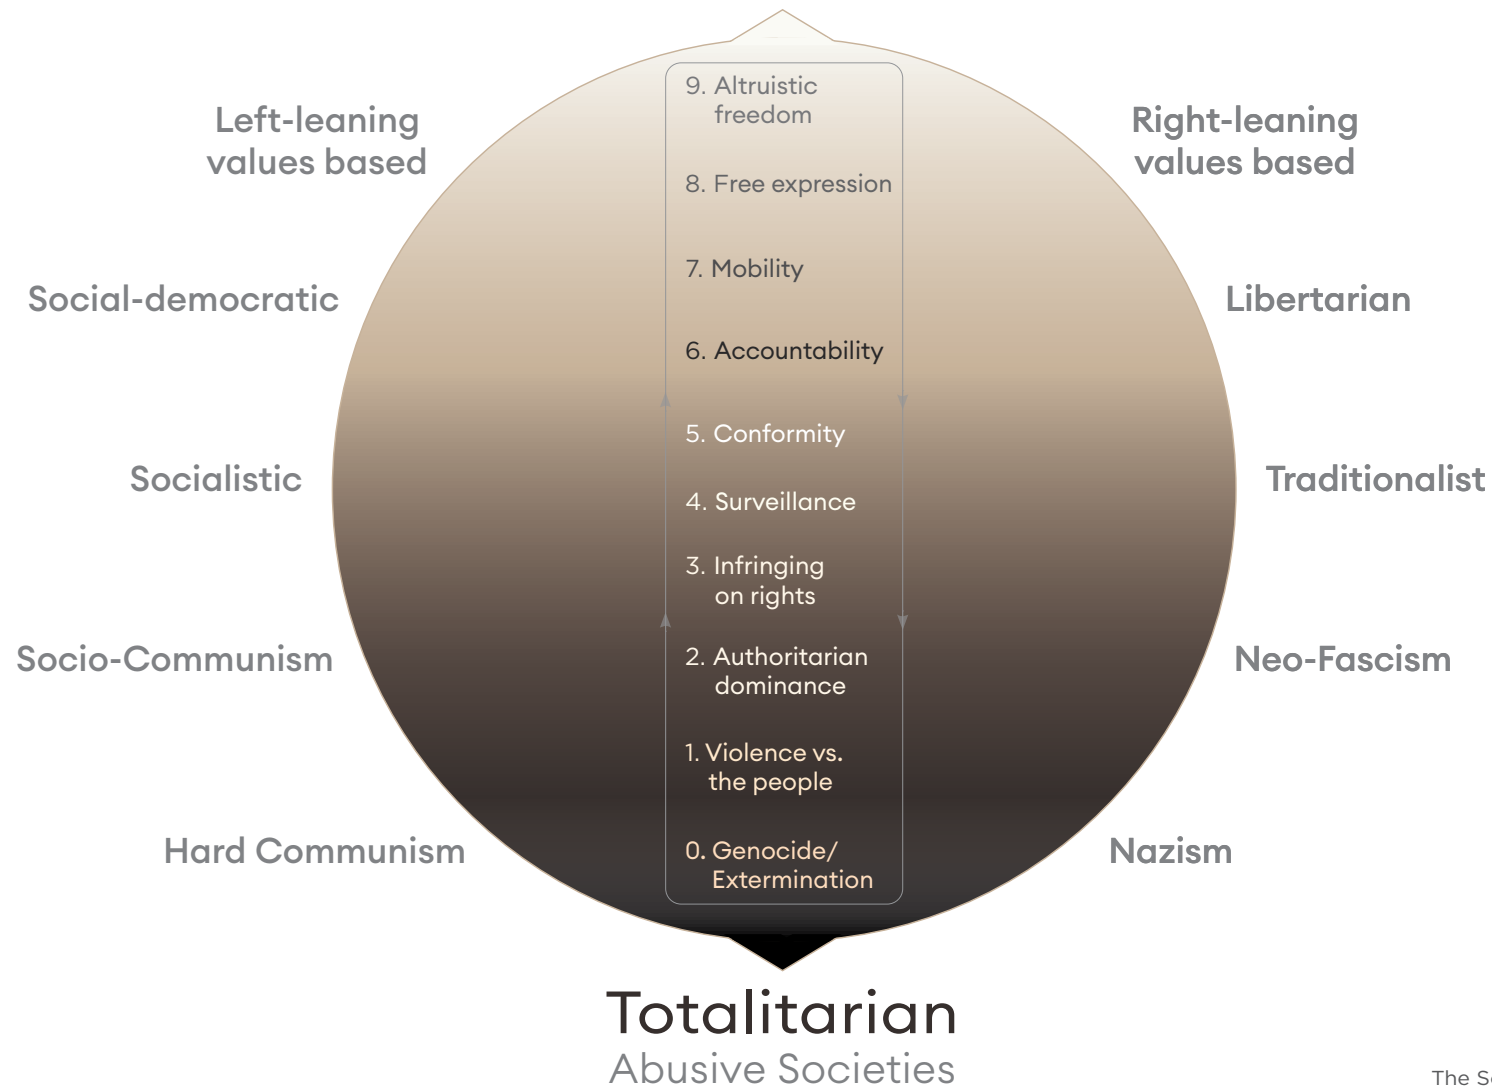 9. Altruistic
freedom
Left-leaning
values based
Right-leaning
values based
8. Free expression
7. Mobility
Social-democratic
Libertarian
6. Accountability
5. Conformity
Socialistic
Traditionalist
4. Surveillance
3. Infringing
on rights
Socio-Communism
Neo-Fascism
2. Authoritarian
dominance
1. Violence vs.
the people
Hard Communism
Nazism
0. Genocide/
Extermination
Totalitarian
Abusive Societies
The